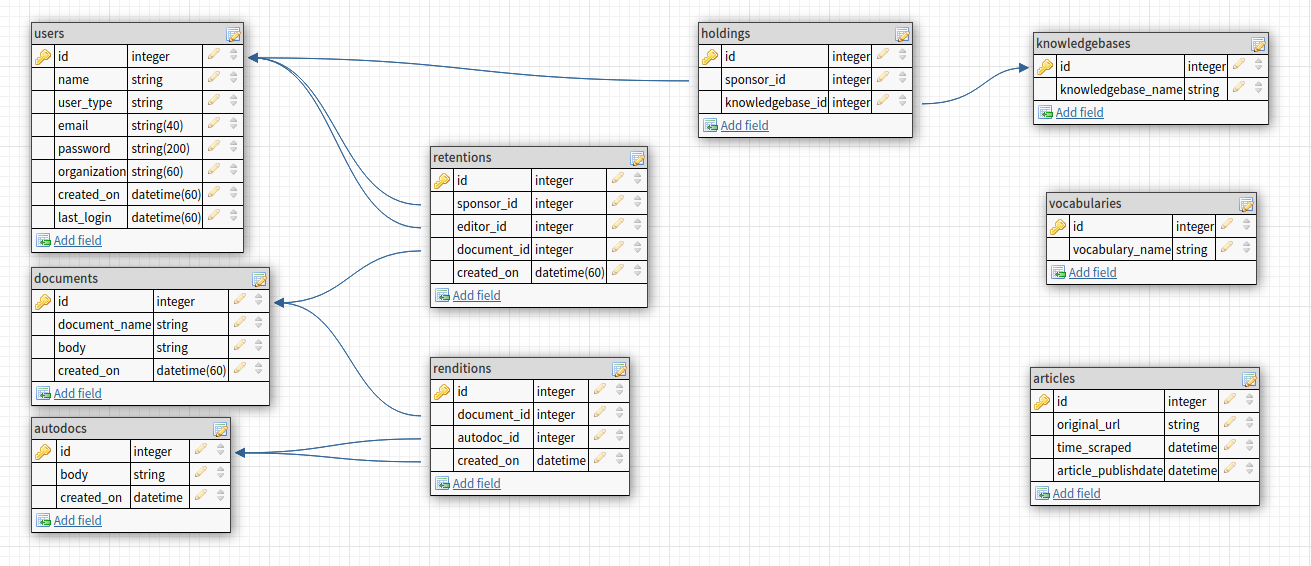 users
id integer
name string
user_type string
email string(40)
password string(200)
organization string(60)
created_on datetime(60)
last_login datetime(60)
Add field
documents
id integer
document_name string
body string
created_on datetime(60)
Add field
autodocs
id integer
body string
created_on datetime
Add field
retentions
id integer
sponsor_id integer
editor_id integer
document_id integer
created_on datetime(60)
Add field
renditions
id integer
document_id integer
autodoc_id integer
created_on datetime
Add field
holdings
id integer
sponsor_id integer
knowledgebase_id integer
Add field
knowledgebases
id integer
knowledgebase_name string
Add field
vocabularies
id integer
vocabulary_name string
Add field
articles
id integer
original_url string
time_scraped datetime
article_publishdate datetime
Add field